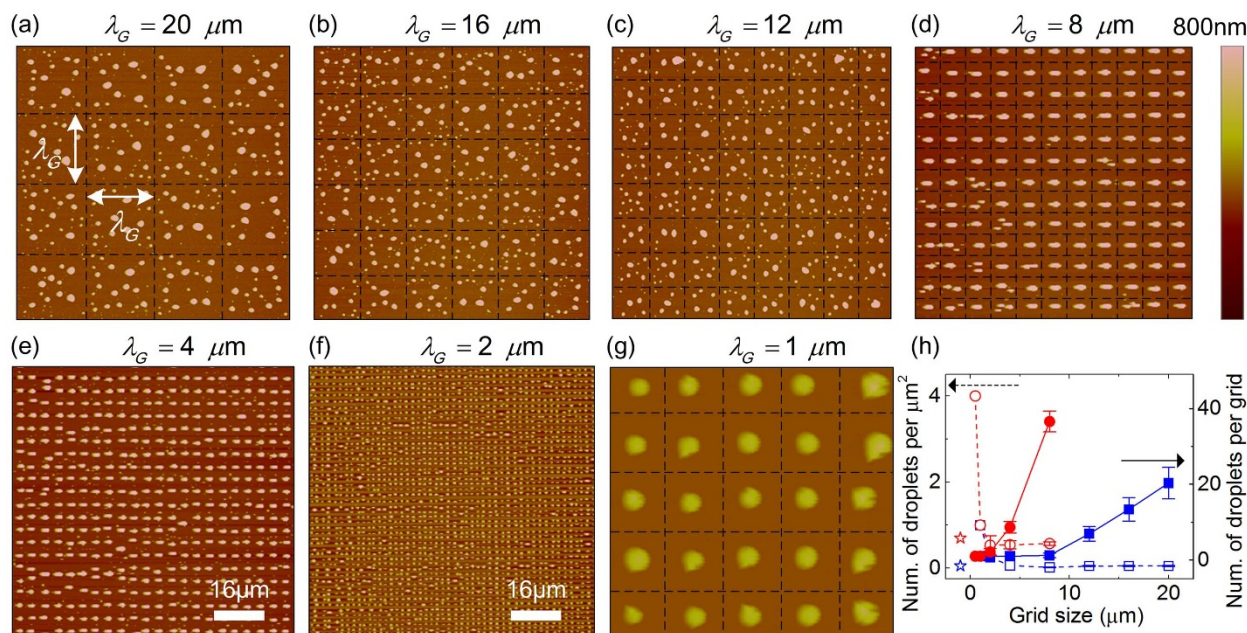 (a) λG = 20 μm
(b) λG = 16 μm
(c) λG = 12 μm
(d) λG = 8 μm
800nm
λG
λG
(e) λG = 4 μm
(f) λG = 2 μm
(g) λG = 1 μm
(h)
16μm
16μm
Num. of droplets per μm²
4
2
0
40
20
0
Num. of droplets per grid
0 10 20
Grid size (μm)